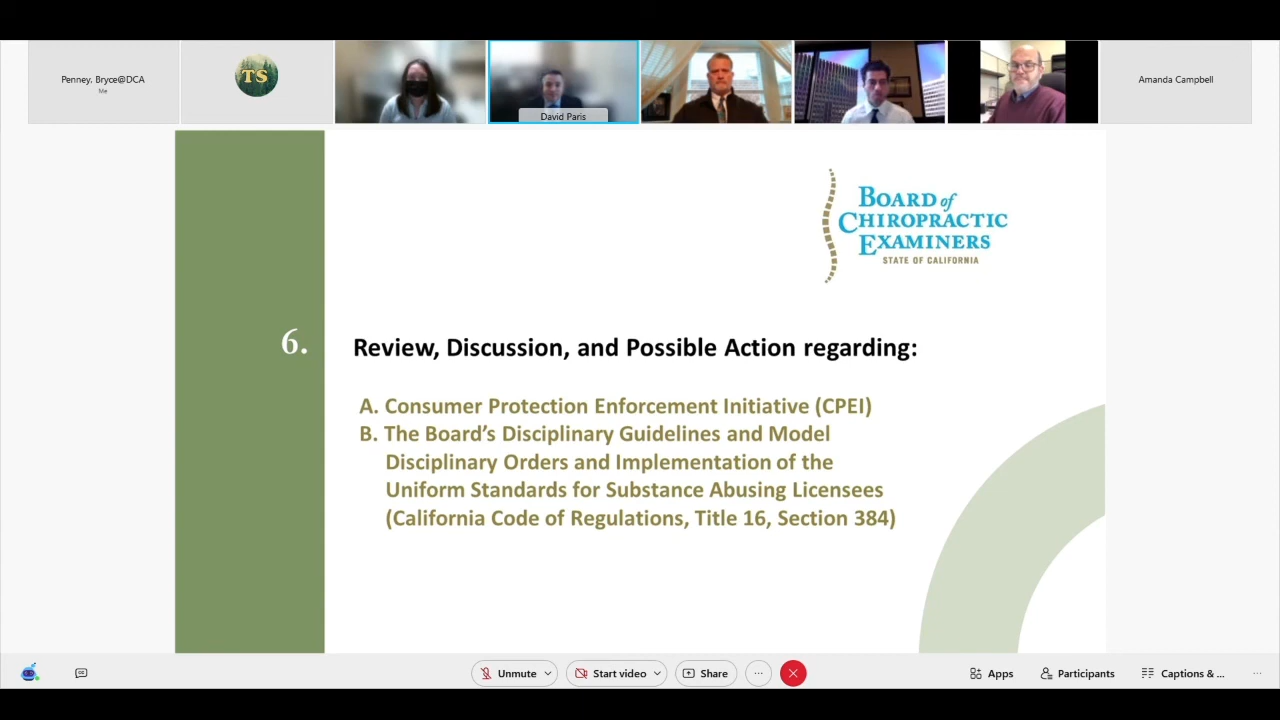 Penney, Bryce@DCA
Me
TS
David Paris
Amanda Campbell
BOARD of
CHIROPRACTIC
EXAMINERS
STATE OF CALIFORNIA
6.
Review, Discussion, and Possible Action regarding:
A. Consumer Protection Enforcement Initiative (CPEI)
B. The Board's Disciplinary Guidelines and Model
Disciplinary Orders and Implementation of the
Uniform Standards for Substance Abusing Licensees
(California Code of Regulations, Title 16, Section 384)
CC
Unmute
Start video
Share
...
Apps
Participants
Captions & ...
...